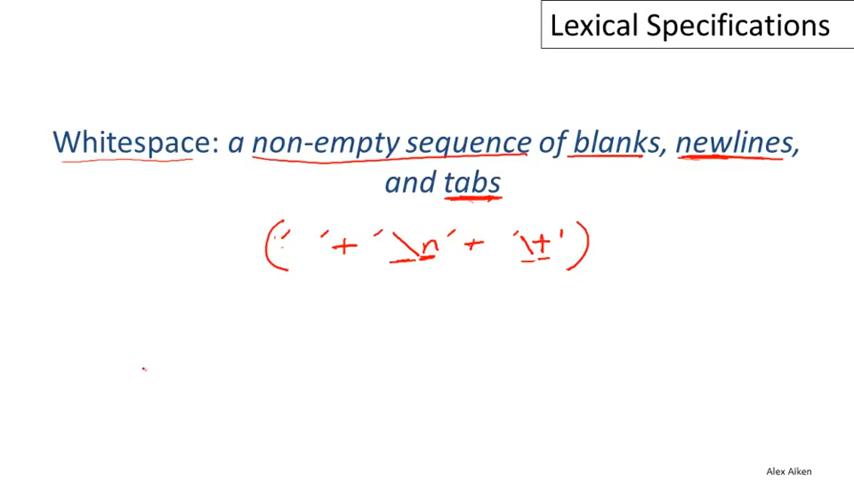 Lexical Specifications
Whitespace: a non-empty sequence of blanks, newlines,
and tabs
(' ' + '\n' + '\t')
Alex Aiken